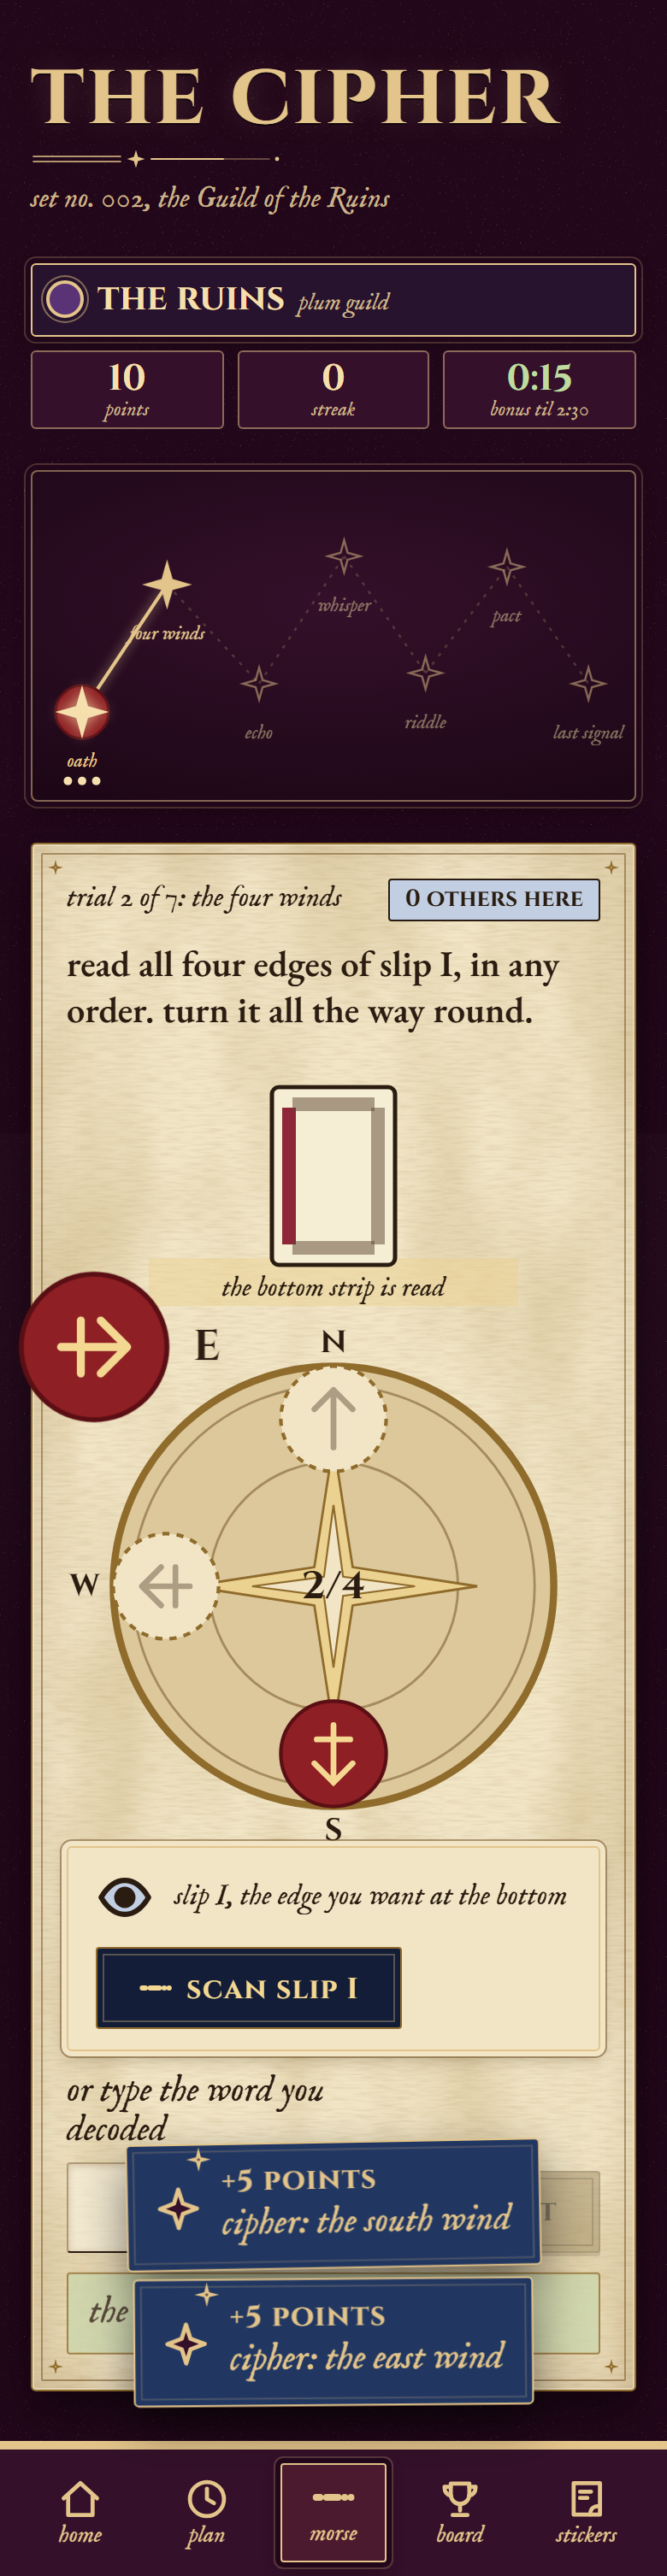 THE CIPHER
set no. 002, the Guild of the Ruins
THE RUINS plum guild
10
points
0
streak
0:15
bonus til 2:30
four winds
whisper
pact
echo
riddle
last signal
oath
trial 2 of 7: the four winds
0 OTHERS HERE
read all four edges of slip I, in any
order. turn it all the way round.
the bottom strip is read
E
N
W
2/4
S
slip I, the edge you want at the bottom
SCAN SLIP I
or type the word you
decoded
+5 POINTS
cipher: the south wind
T
the
+5 POINTS
cipher: the east wind
home
plan
morse
board
stickers